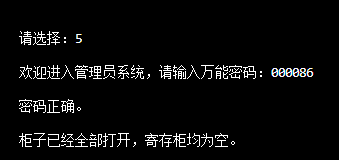 请选择：5
欢迎进入管理员系统，请输入万能密码：000086
密码正确。
柜子已经全部打开，寄存柜均为空。